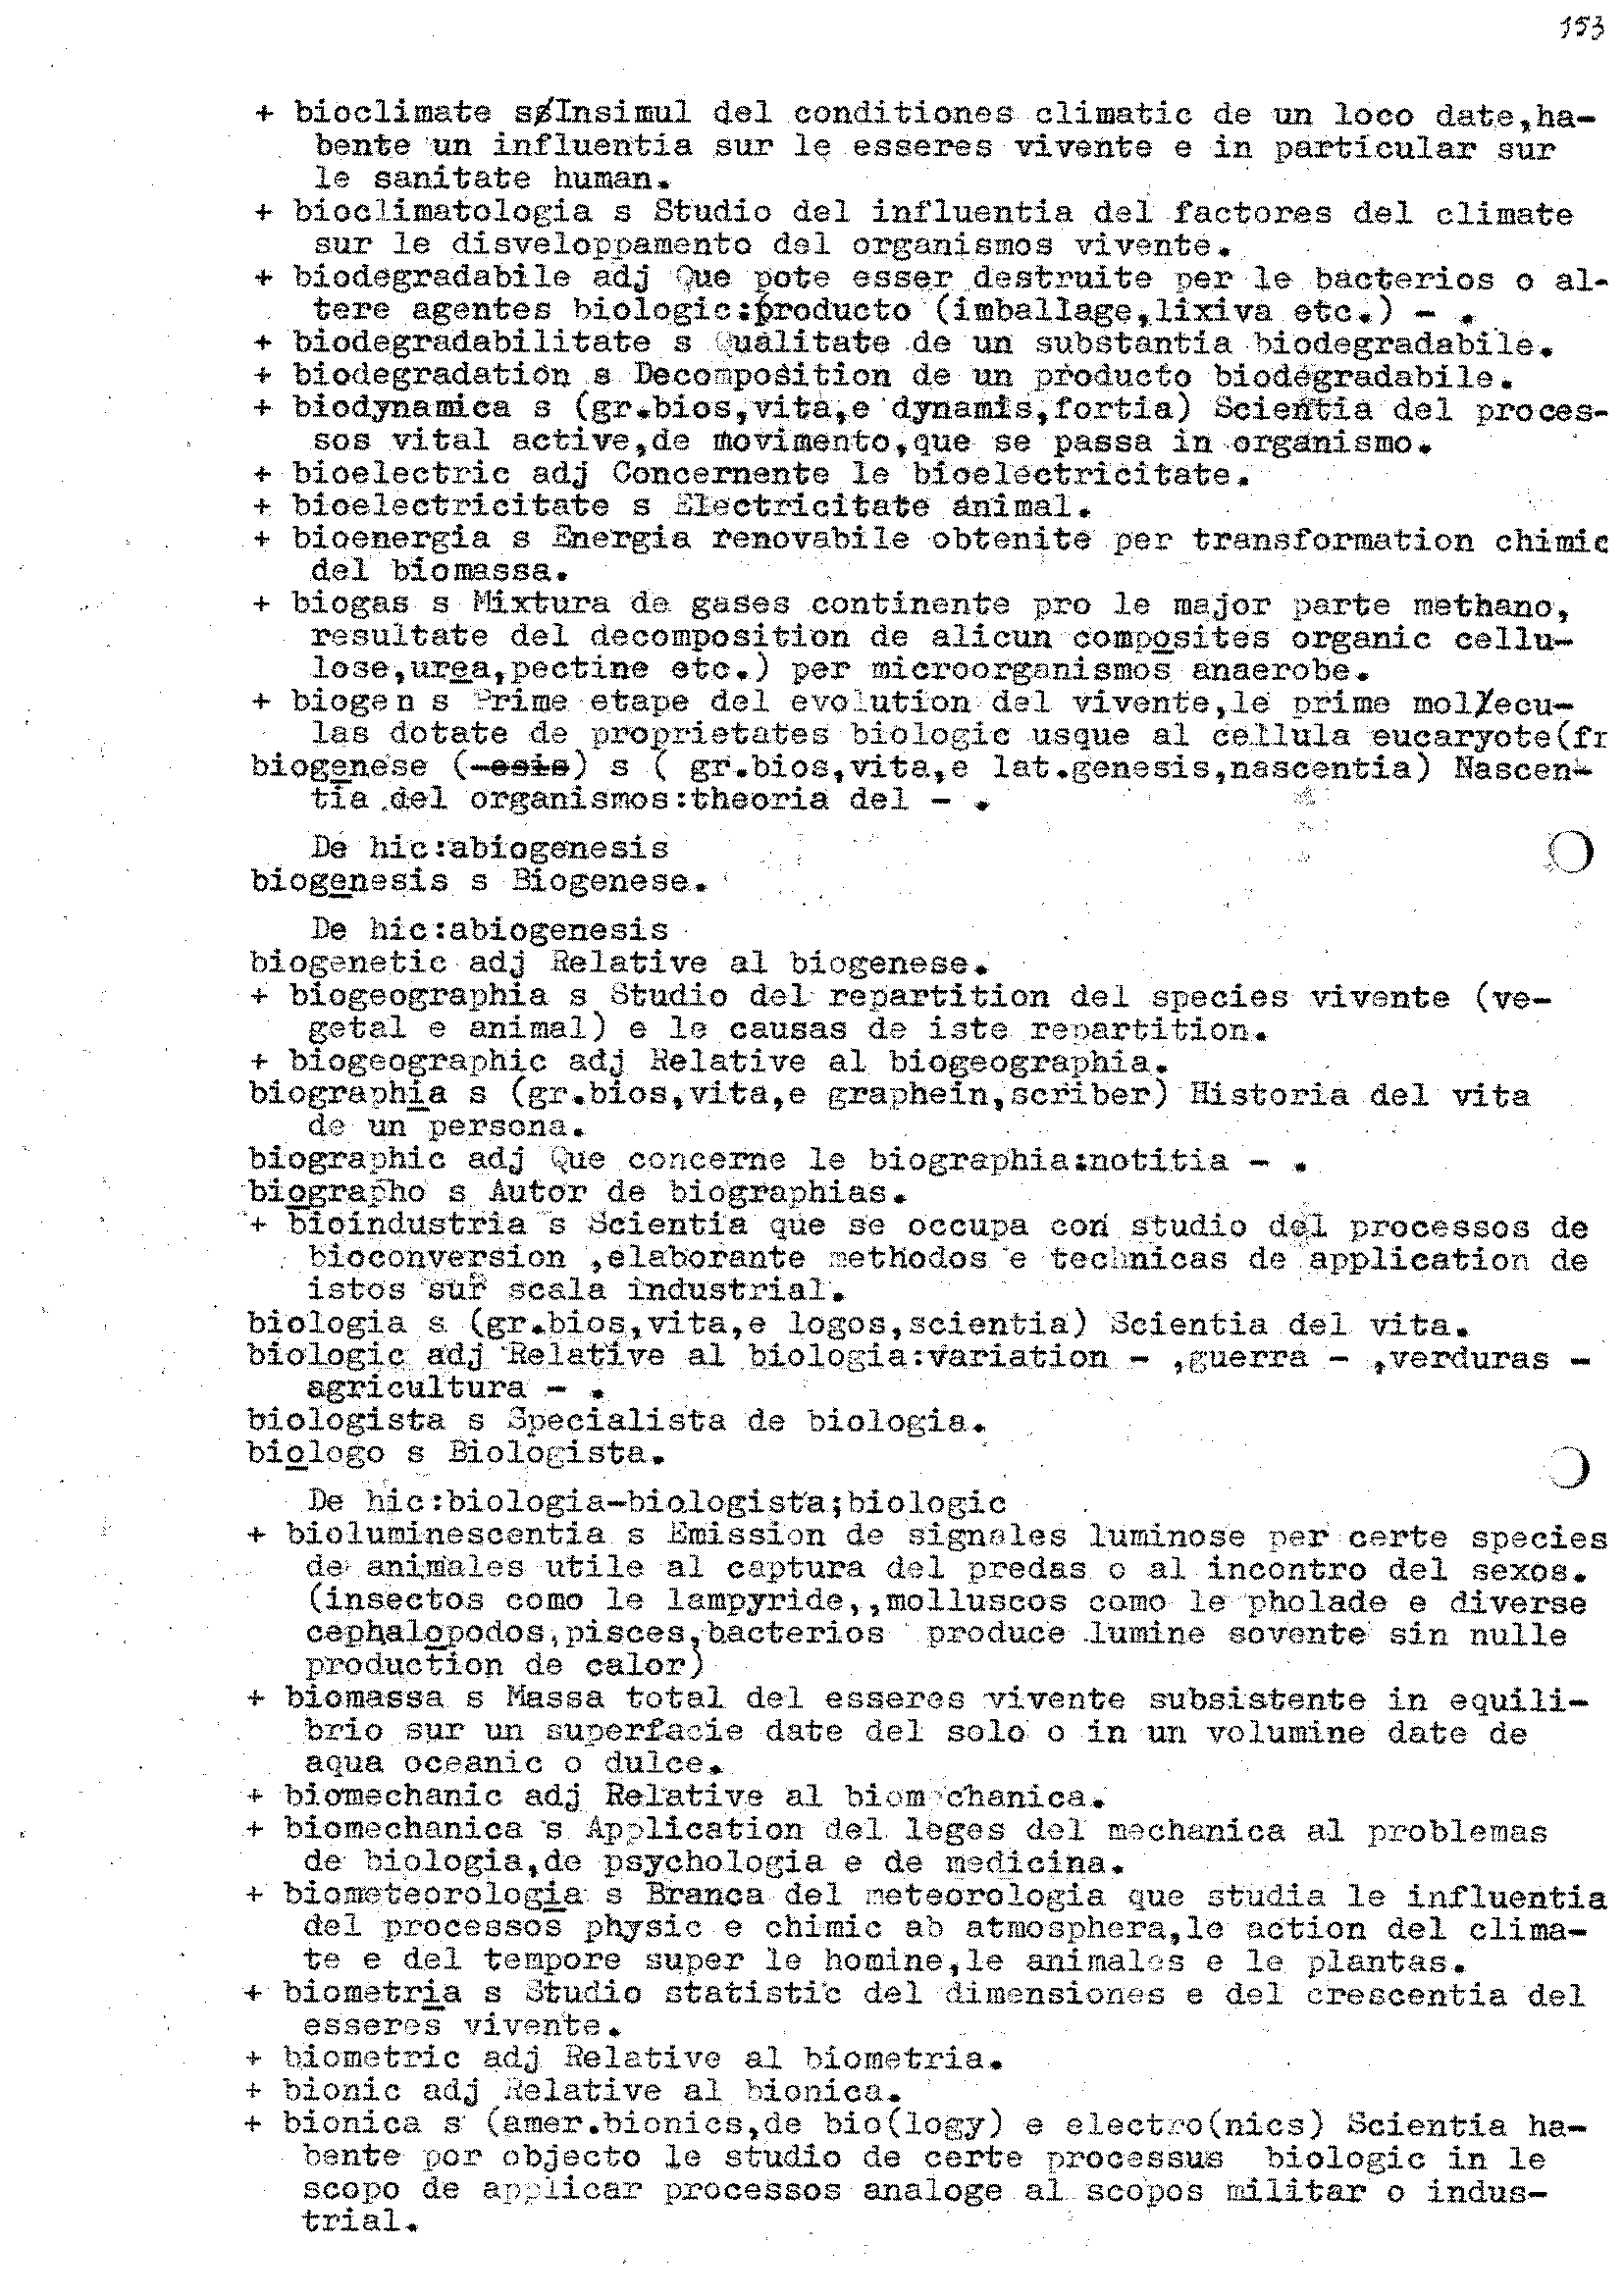 153
+ bioclimate s Insimul del conditiones climatic de un loco date,ha-
bente un influentia sur le esseres vivente e in particular sur
le sanitate human.
+ bioclimatologia s Studio del influentia del factores del climate
sur le disveloppamento del organismos vivente.
+ biodegradabile adj Que pote esser destruite per le bacterios o al-
tere agentes biologic:producto (imballage,lixiva etc.) - .
+ biodegradabilitate s Qualitate de un substantia biodegradabile.
+ biodegradation s Decomposition de un producto biodegradabile.
+ biodynamica s (gr.bios,vita,e dynamis,fortia) Scientia del proces-
sos vital active,de movimento,que se passa in organismo.
+ bioelectric adj Concernente le bioelectricitate.
+ bioelectricitate s Electricitate animal.
+ bioenergia s Energia renovabile obtenite per transformation chimic
del biomassa.
+ biogas s Mixtura de gases continente pro le major parte methano,
resultate del decomposition de alicun composites organic cellu-
lose,urea,pectine etc.) per microorganismos anaerobe.
+ biogen s Prime etape del evolution del vivente,le prime molecu-
las dotate de proprietates biologic usque al cellula eucaryote(fr
biogenese (-esis) s ( gr.bios,vita,e lat.genesis,nascentia) Nascen-
tia del organismos:theoria del - .
De hic:abiogenesis
biogenesis s Biogenese.
De hic:abiogenesis
biogenetic adj Relative al biogenese.
+ biogeographia s Studio del repartition del species vivente (ve-
getal e animal) e le causas de iste repartition.
+ biogeographic adj Relative al biogeographia.
biographia s (gr.bios,vita,e graphein,scriber) Historia del vita
de un persona.
biographic adj Que concerne le biographia:notitia - .
biographo s Autor de biographias.
+ bioindustria s Scientia que se occupa con studio del processos de
bioconversion ,elaborante methodos e technicas de application de
istos sur scala industrial.
biologia s (gr.bios,vita,e logos,scientia) Scientia del vita.
biologic adj Relative al biologia:variation - ,guerra - ,verduras -
agricultura - .
biologista s Specialista de biologia.
biologo s Biologista.
De hic:biologia-biologista;biologic
+ bioluminescentia s Emission de signales luminose per certe species
de animales utile al captura del predas o al incontro del sexos.
(insectos como le lampyride,,molluscos como le pholade e diverse
cephalopodos,pisces,bacterios produce lumine sovente sin nulle
production de calor)
+ biomassa s Massa total del esseres vivente subsistente in equili-
brio sur un superfacie date del solo o in un volumine date de
aqua oceanic o dulce.
+ biomechanic adj Relative al biomechanica.
+ biomechanica s Application del leges del mechanica al problemas
de biologia,de psychologia e de medicina.
+ biometeorologia s Branca del meteorologia que studia le influentia
del processos physic e chimic ab atmosphera,le action del clima-
te e del tempore super le homine,le animales e le plantas.
+ biometria s Studio statistic del dimensiones e del crescentia del
esseres vivente.
+ biometric adj Relative al biometria.
+ bionic adj Relative al bionica.
+ bionica s (amer.bionics,de bio(logy) e electro(nics) Scientia ha-
bente por objecto le studio de certe processus biologic in le
scopo de applicar processos analoge al scopos militar o indus-
trial.